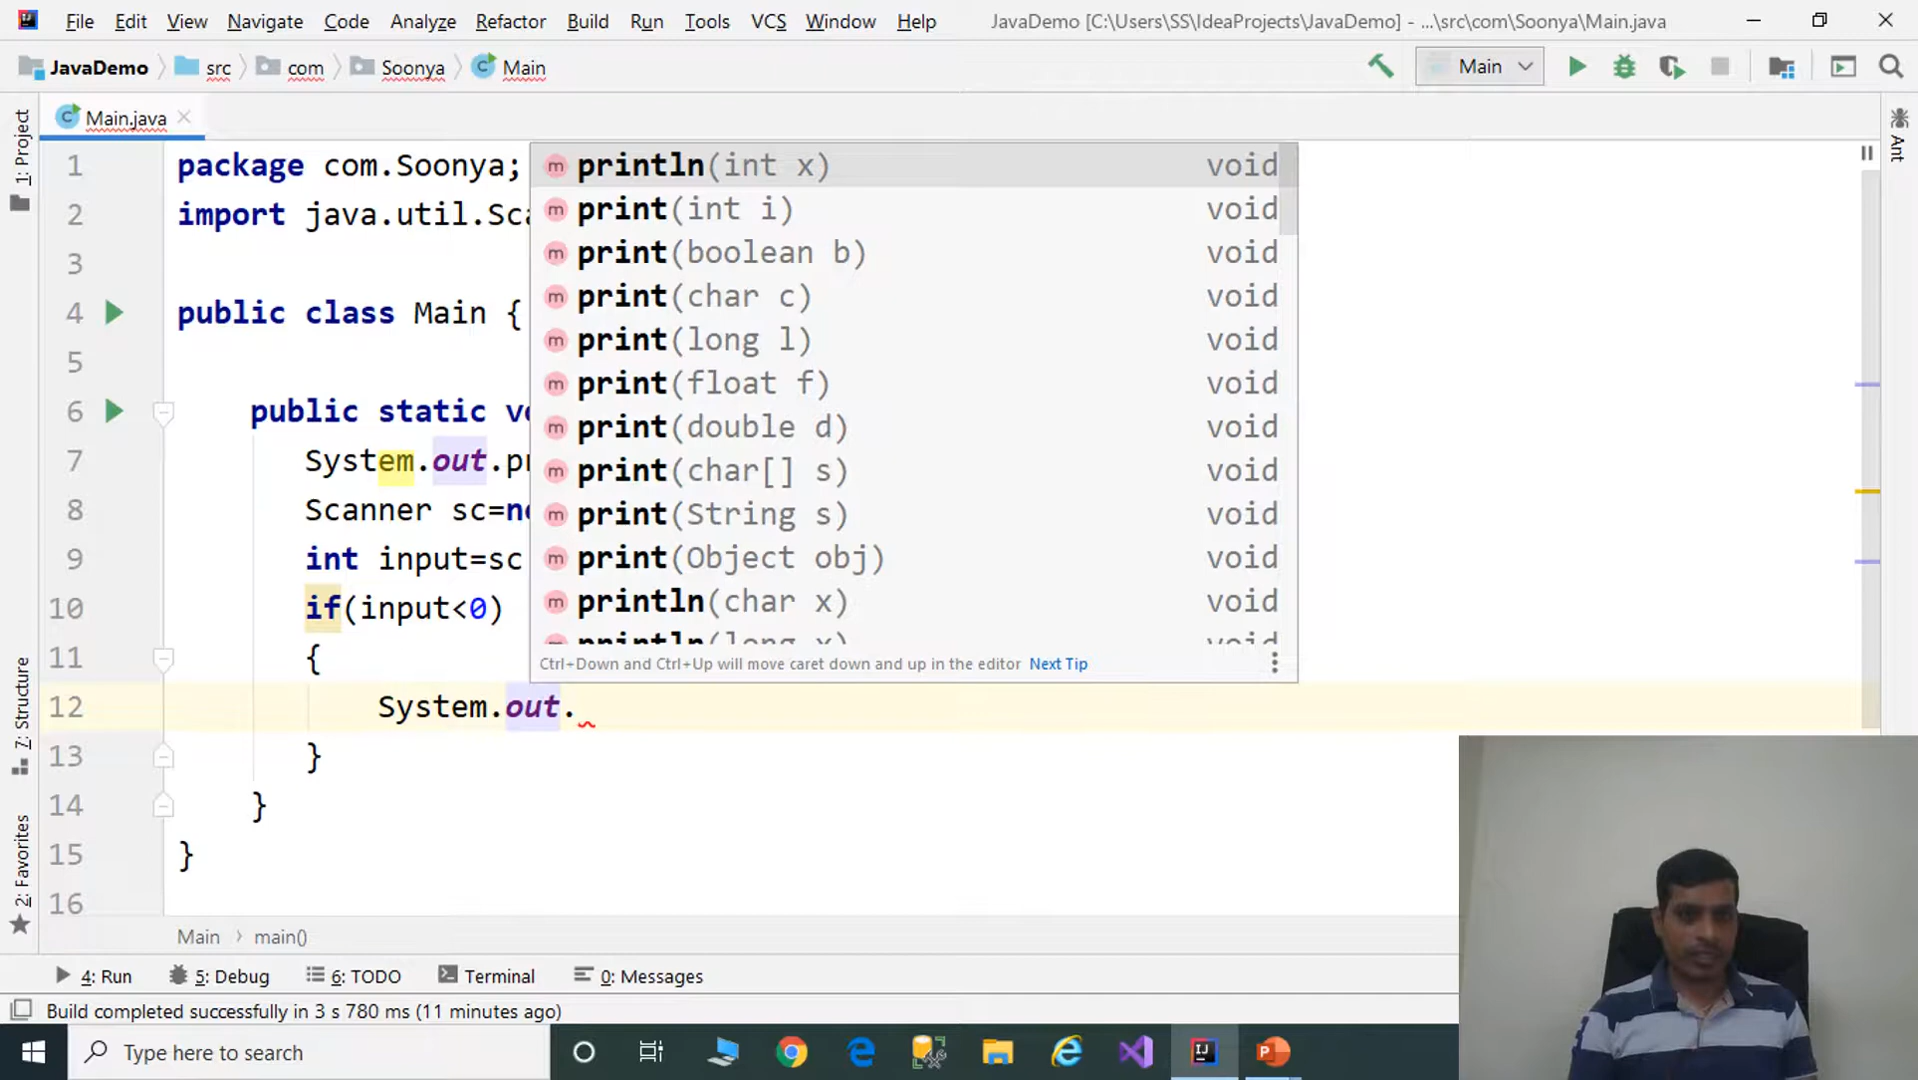 File Edit View Navigate Code Analyze Refactor Build Run Tools VCS Window Help JavaDemo [C:\Users\SS\IdeaProjects\JavaDemo] - ...\src\com\Soonya\Main.java
JavaDemo src com Soonya Main Main
Main.java
1: Project
Ant
1 package com.Soonya;
2 import java.util.Sca
3
4 public class Main {
5
6 public static vo
7 System.out.pr
8 Scanner sc=ne
9 int input=sc
10 if(input<0)
11 {
12 System.out.
13 }
14 }
15 }
16
println(int x) void
print(int i) void
print(boolean b) void
print(char c) void
print(long l) void
print(float f) void
print(double d) void
print(char[] s) void
print(String s) void
print(Object obj) void
println(char x) void
println(long x) void
Ctrl+Down and Ctrl+Up will move caret down and up in the editor Next Tip
7: Structure
2: Favorites
Main main()
4: Run 5: Debug 6: TODO Terminal 0: Messages
Build completed successfully in 3 s 780 ms (11 minutes ago)
Type here to search